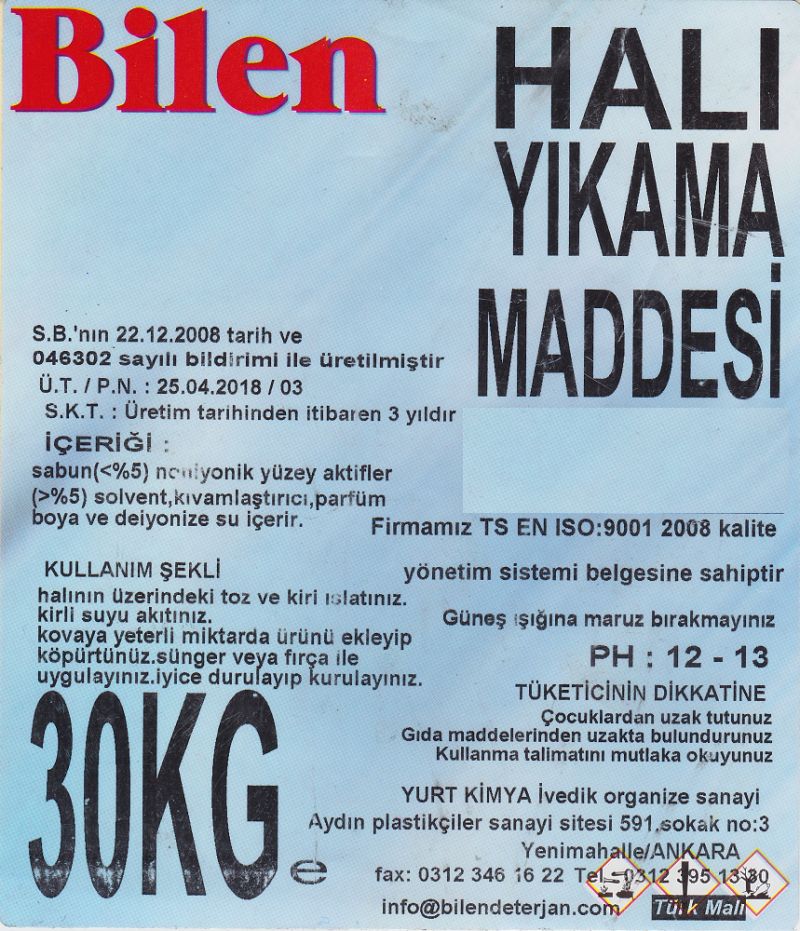 Bilen
HALI
YIKAMA
MADDESİ
S.B.'nın 22.12.2008 tarih ve
046302 sayılı bildirimi ile üretilmiştir
Ü.T. / P.N. : 25.04.2018 / 03
S.K.T. : Üretim tarihinden itibaren 3 yıldır
İÇERİĞİ :
sabun(<%5) noniyonik yüzey aktifler
(>%5) solvent,kıvamlaştırıcı,parfüm
boya ve deiyonize su içerir.
Firmamız TS EN ISO:9001 2008 kalite
yönetim sistemi belgesine sahiptir
KULLANIM ŞEKLİ
halının üzerindeki toz ve kiri ıslatınız.
kirli suyu akıtınız.
kovaya yeterli miktarda ürünü ekleyip
köpürtünüz.sünger veya fırça ile
uygulayınız.iyice durulayıp kurulayınız.
Güneş ışığına maruz bırakmayınız
PH : 12 - 13
TÜKETİCİNİN DİKKATİNE
Çocuklardan uzak tutunuz
Gıda maddelerinden uzakta bulundurunuz
Kullanma talimatını mutlaka okuyunuz
30KG e
YURT KİMYA İvedik organize sanayi
Aydın plastikçiler sanayi sitesi 591.sokak no:3
Yenimahalle/ANKARA
fax: 0312 346 16 22 Tel : 0312 395 13 80
info@bilendeterjan.com
Türk Malı